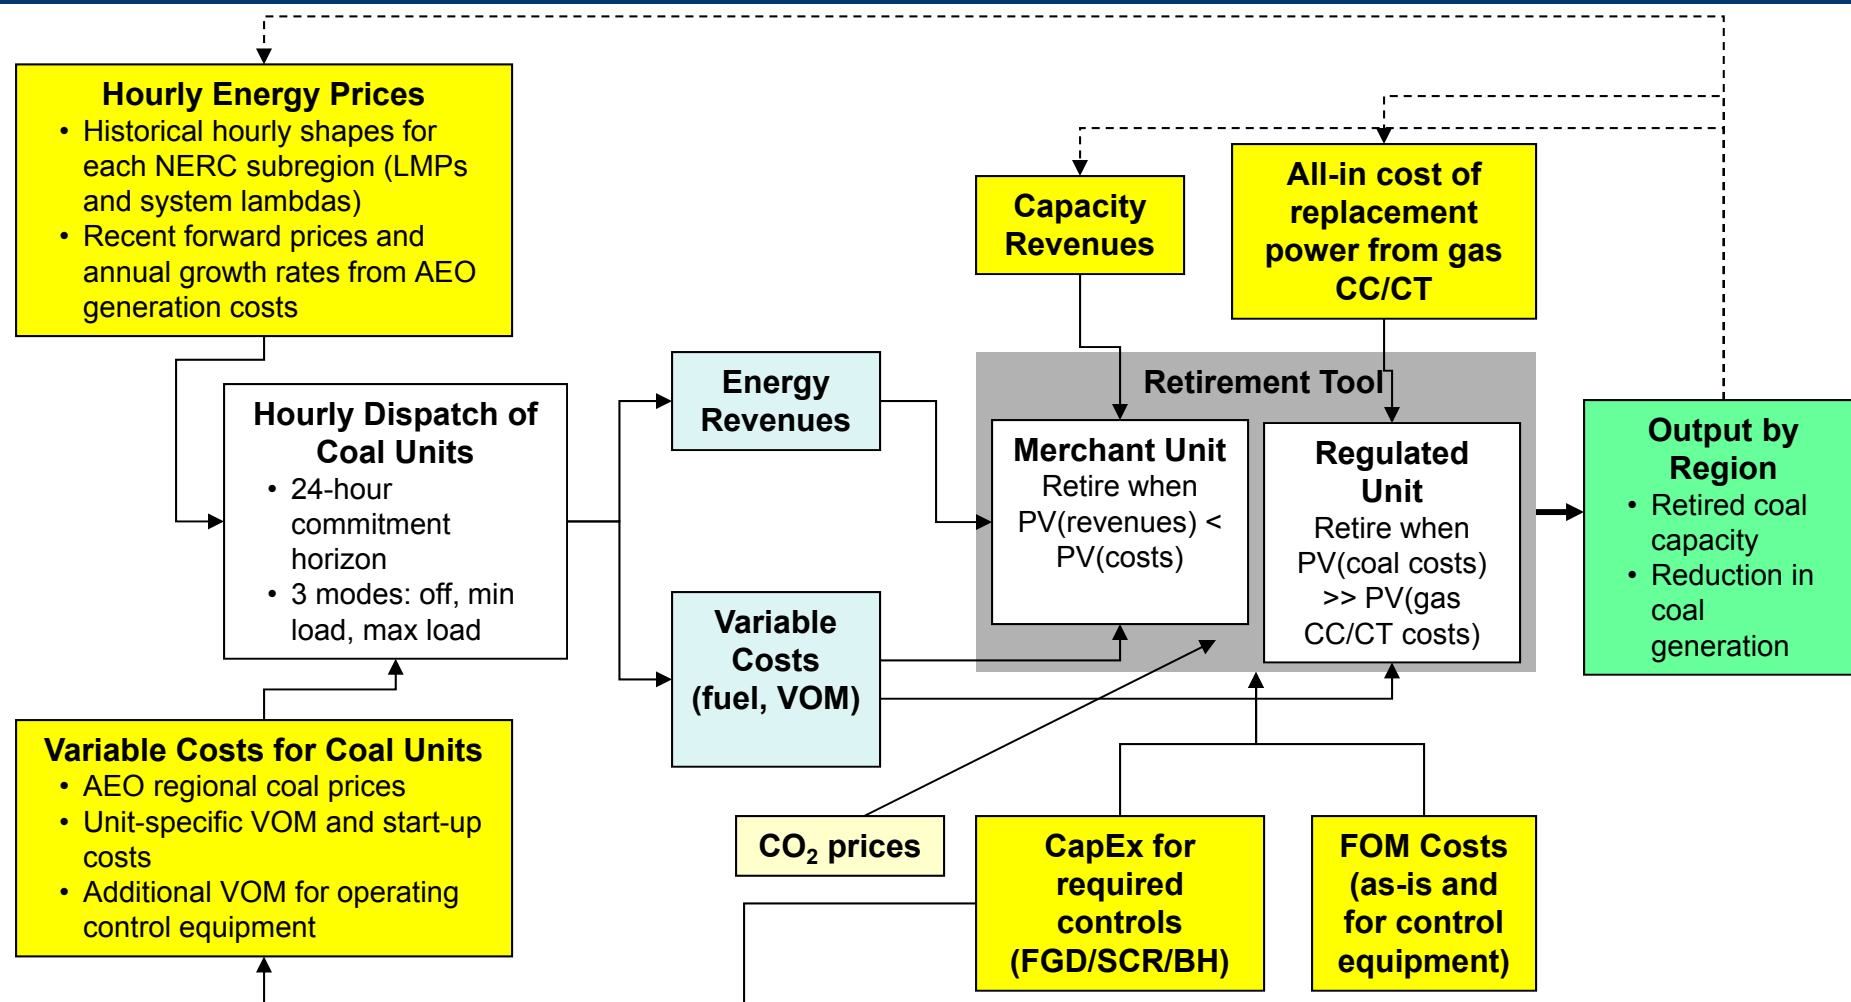 Hourly Energy Prices
• Historical hourly shapes for
each NERC subregion (LMPs
and system lambdas)
• Recent forward prices and
annual growth rates from AEO
generation costs
Capacity
Revenues
All-in cost of
replacement
power from gas
CC/CT
Hourly Dispatch of
Coal Units
• 24-hour
commitment
horizon
• 3 modes: off, min
load, max load
Energy
Revenues
Variable
Costs
(fuel, VOM)
Retirement Tool
Merchant Unit
Retire when
PV(revenues) <
PV(costs)
Regulated
Unit
Retire when
PV(coal costs)
>> PV(gas
CC/CT costs)
Output by
Region
• Retired coal
capacity
• Reduction in
coal
generation
Variable Costs for Coal Units
• AEO regional coal prices
• Unit-specific VOM and start-up
costs
• Additional VOM for operating
control equipment
CO₂ prices
CapEx for
required
controls
(FGD/SCR/BH)
FOM Costs
(as-is and
for control
equipment)